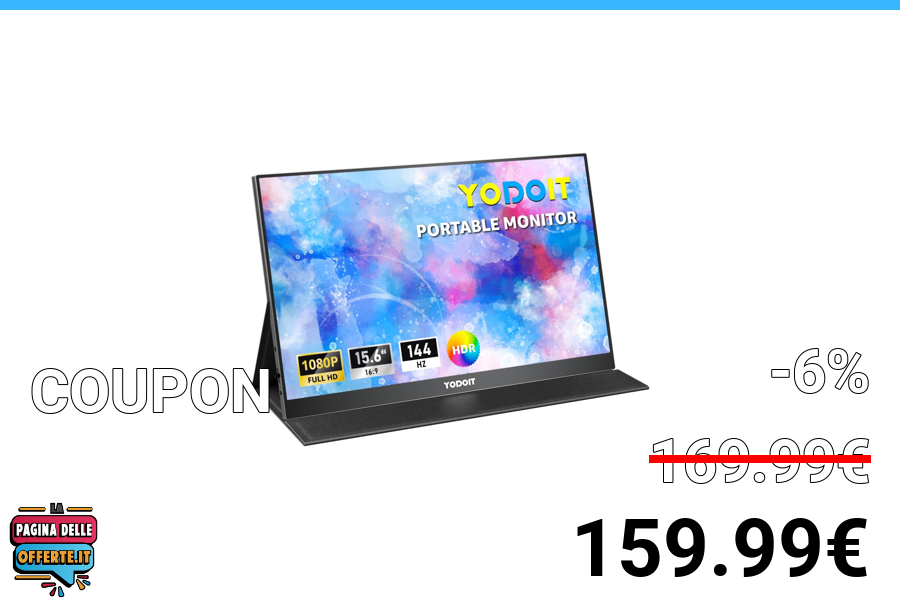 YODOIT
PORTABLE MONITOR
1080P
FULL HD
15.6"
16:9
144
HZ
HDR
YODOIT
COUPON
-6%
169.99€
159.99€
LA
PAGINA DELLE
OFFERTE.IT